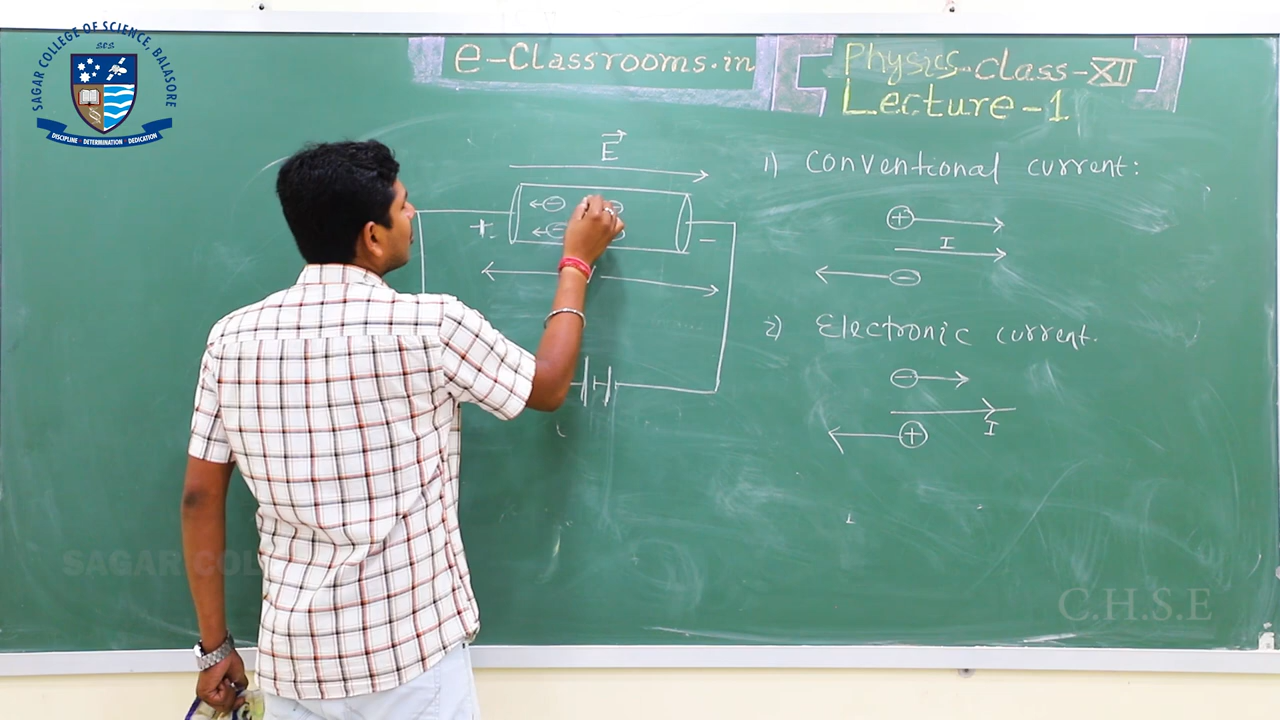 SAGAR COLLEGE OF SCIENCE, BALASORE
SCS
DISCIPLINE · DETERMINATION · DEDICATION
e-Classrooms.in
Physics-Class-XII
Lecture-1
E
+
−
1) Conventional current:
+
I
−
2) Electronic current.
−
I
+
SAGAR COL
C.H.S.E